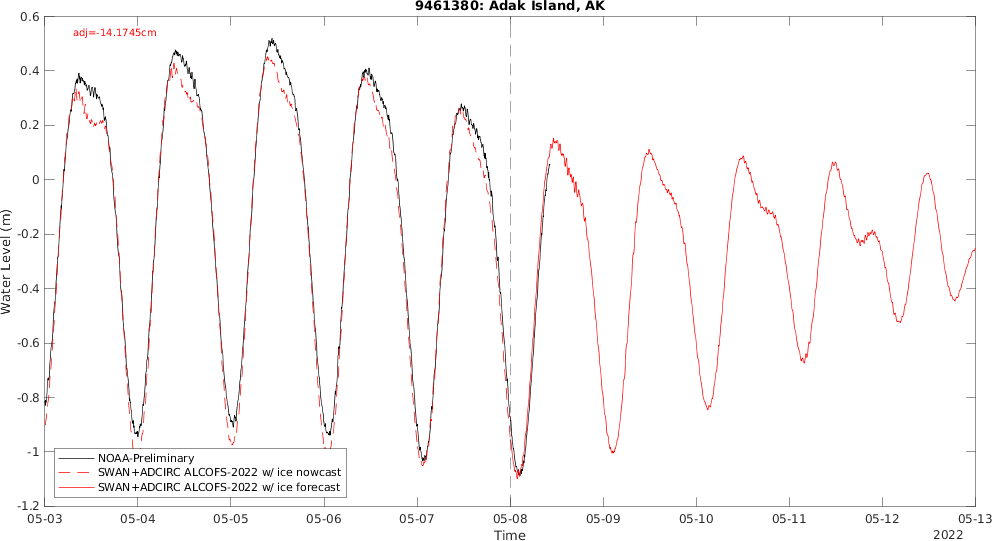 9461380: Adak Island, AK
adj=-14.1745cm
0.6
0.4
0.2
0
-0.2
-0.4
-0.6
-0.8
-1
-1.2
Water Level (m)
NOAA-Preliminary
SWAN+ADCIRC ALCOFS-2022 w/ ice nowcast
SWAN+ADCIRC ALCOFS-2022 w/ ice forecast
05-03 05-04 05-05 05-06 05-07 05-08 05-09 05-10 05-11 05-12 05-13
Time 2022